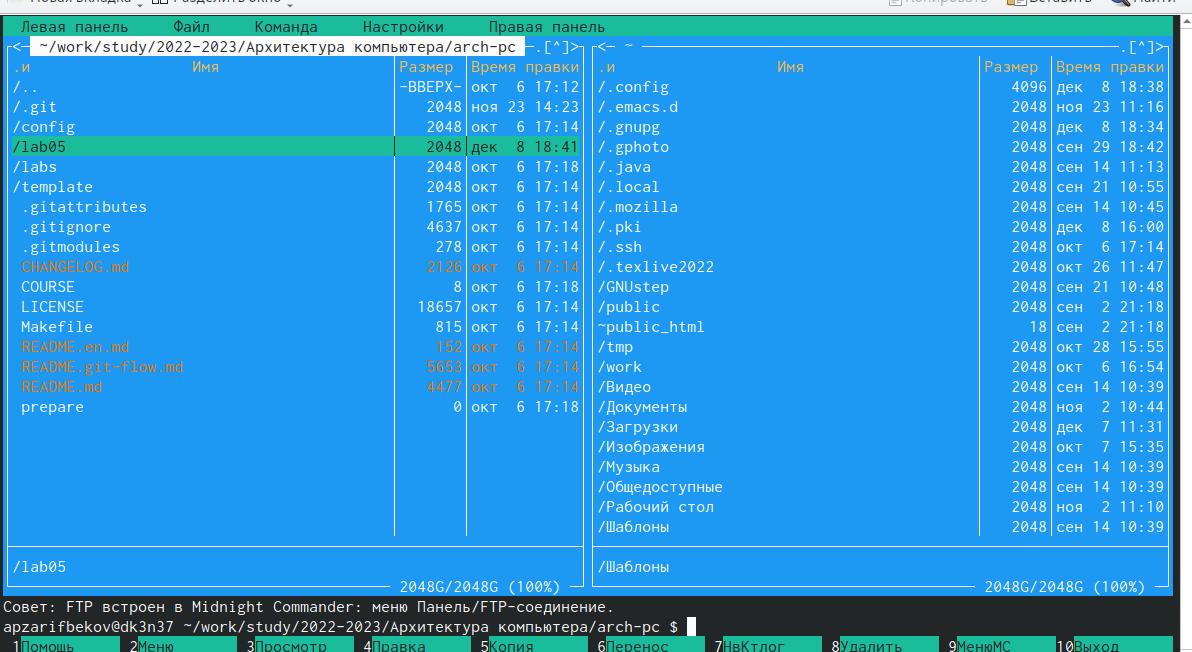 Новая вкладка Разделить окно Копировать Вставить Найти
Левая панель Файл Команда Настройки Правая панель
<─ ~/work/study/2022-2023/Архитектура компьютера/arch-pc ─.[^]>
.и Имя Размер Время правки
/.. -ВВЕРХ- окт 6 17:12
/.git 2048 ноя 23 14:23
/config 2048 окт 6 17:14
/lab05 2048 дек 8 18:41
/labs 2048 окт 6 17:18
/template 2048 окт 6 17:14
.gitattributes 1765 окт 6 17:14
.gitignore 4637 окт 6 17:14
.gitmodules 278 окт 6 17:14
CHANGELOG.md 2126 окт 6 17:14
COURSE 8 окт 6 17:18
LICENSE 18657 окт 6 17:14
Makefile 815 окт 6 17:14
README.en.md 152 окт 6 17:14
README.git-flow.md 5653 окт 6 17:14
README.md 4477 окт 6 17:14
prepare 0 окт 6 17:18
/lab05
2048G/2048G (100%)
<─ ~ ─.[^]>
.и Имя Размер Время правки
/.config 4096 дек 8 18:38
/.emacs.d 2048 ноя 23 11:16
/.gnupg 2048 дек 8 18:34
/.gphoto 2048 сен 29 18:42
/.java 2048 сен 14 11:13
/.local 2048 сен 21 10:55
/.mozilla 2048 сен 14 10:45
/.pki 2048 дек 8 16:00
/.ssh 2048 окт 6 17:14
/.texlive2022 2048 окт 26 11:47
/GNUstep 2048 сен 21 10:48
/public 2048 сен 2 21:18
~public_html 18 сен 2 21:18
/tmp 2048 окт 28 15:55
/work 2048 окт 6 16:54
/Видео 2048 сен 14 10:39
/Документы 2048 ноя 2 10:44
/Загрузки 2048 дек 7 11:31
/Изображения 2048 окт 7 15:35
/Музыка 2048 сен 14 10:39
/Общедоступные 2048 сен 14 10:39
/Рабочий стол 2048 ноя 2 11:10
/Шаблоны 2048 сен 14 10:39
/Шаблоны
2048G/2048G (100%)
Совет: FTP встроен в Midnight Commander: меню Панель/FTP-соединение.
apzarifbekov@dk3n37 ~/work/study/2022-2023/Архитектура компьютера/arch-pc $
1Помощь 2Меню 3Просмотр 4Правка 5Копия 6Перенос 7НвКтлог 8Удалить 9МенюМС 10Выход